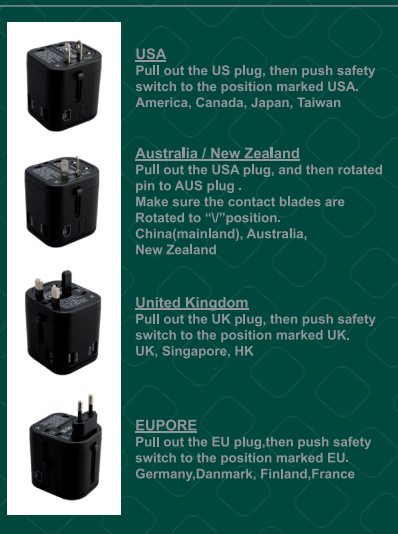 USA
Pull out the US plug, then push safety
switch to the position marked USA.
America, Canada, Japan, Taiwan
Australia / New Zealand
Pull out the USA plug, and then rotated
pin to AUS plug .
Make sure the contact blades are
Rotated to “\/”position.
China(mainland), Australia,
New Zealand
United Kingdom
Pull out the UK plug, then push safety
switch to the position marked UK.
UK, Singapore, HK
EUPORE
Pull out the EU plug,then push safety
switch to the position marked EU.
Germany,Danmark, Finland,France